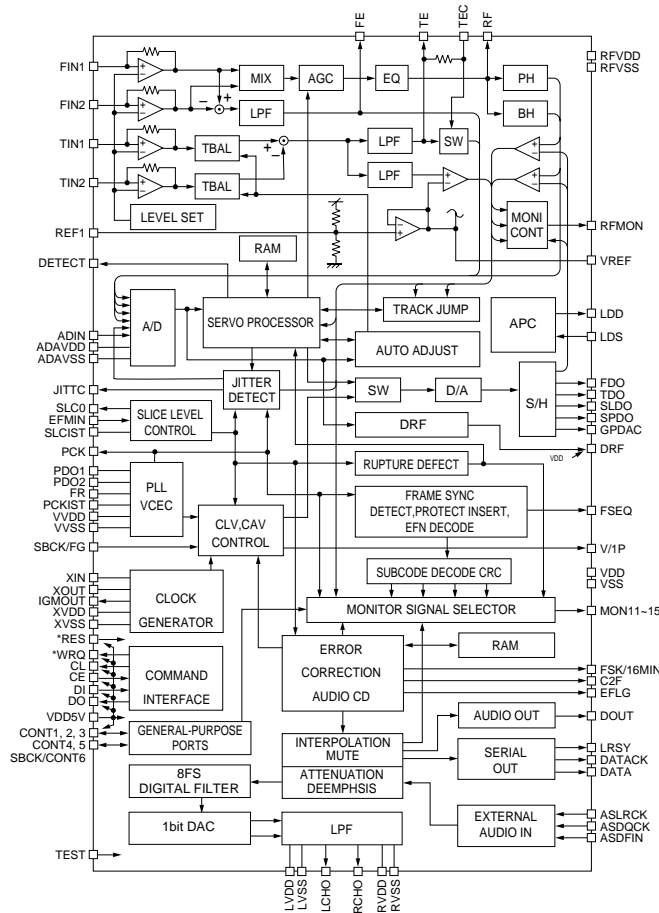 FE
TE
TEC
RF
FIN1
FIN2
TIN1
TIN2
REF1
DETECT
ADIN
ADAVDD
ADAVSS
JITTC
SLC0
EFMIN
SLCIST
PCK
PDO1
PDO2
FR
PCKIST
VVDD
VVSS
SBCK/FG
XIN
XOUT
IGMOUT
XVDD
XVSS
*RES
*WRQ
CL
CE
DI
DO
VDD5V
CONT1, 2, 3
CONT4, 5
SBCK/CONT6
TEST
MIX
AGC
EQ
PH
BH
LPF
TBAL
TBAL
LPF
SW
LPF
LEVEL SET
MONI
CONT
RAM
A/D
SERVO PROCESSOR
TRACK JUMP
AUTO ADJUST
APC
JITTER
DETECT
SW
D/A
S/H
SLICE LEVEL
CONTROL
DRF
RUPTURE DEFECT
PLL
VCEC
CLV,CAV
CONTROL
FRAME SYNC
DETECT,PROTECT INSERT,
EFN DECODE
SUBCODE DECODE CRC
MONITOR SIGNAL SELECTOR
CLOCK
GENERATOR
ERROR
CORRECTION
AUDIO CD
RAM
COMMAND
INTERFACE
GENERAL-PURPOSE
PORTS
INTERPOLATION
MUTE
ATTENUATION
DEEMPHSIS
AUDIO OUT
SERIAL
OUT
8FS
DIGITAL FILTER
1bit DAC
LPF
EXTERNAL
AUDIO IN
RFVDD
RFVSS
RFMON
VREF
LDD
LDS
FDO
TDO
SLDO
SPDO
GPDAC
VDD
DRF
FSEQ
V/1P
VDD
VSS
MON11~15
FSK/16MIN
C2F
EFLG
DOUT
LRSY
DATACK
DATA
ASLRCK
ASDQCK
ASDFIN
LVDD
LVSS
LCHO
RCHO
RVDD
RVSS